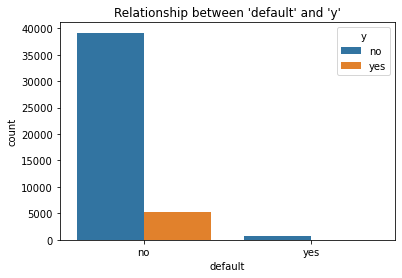 Relationship between 'default' and 'y'
y
no
yes
40000
35000
30000
25000
20000
15000
10000
5000
0
count
no
yes
default